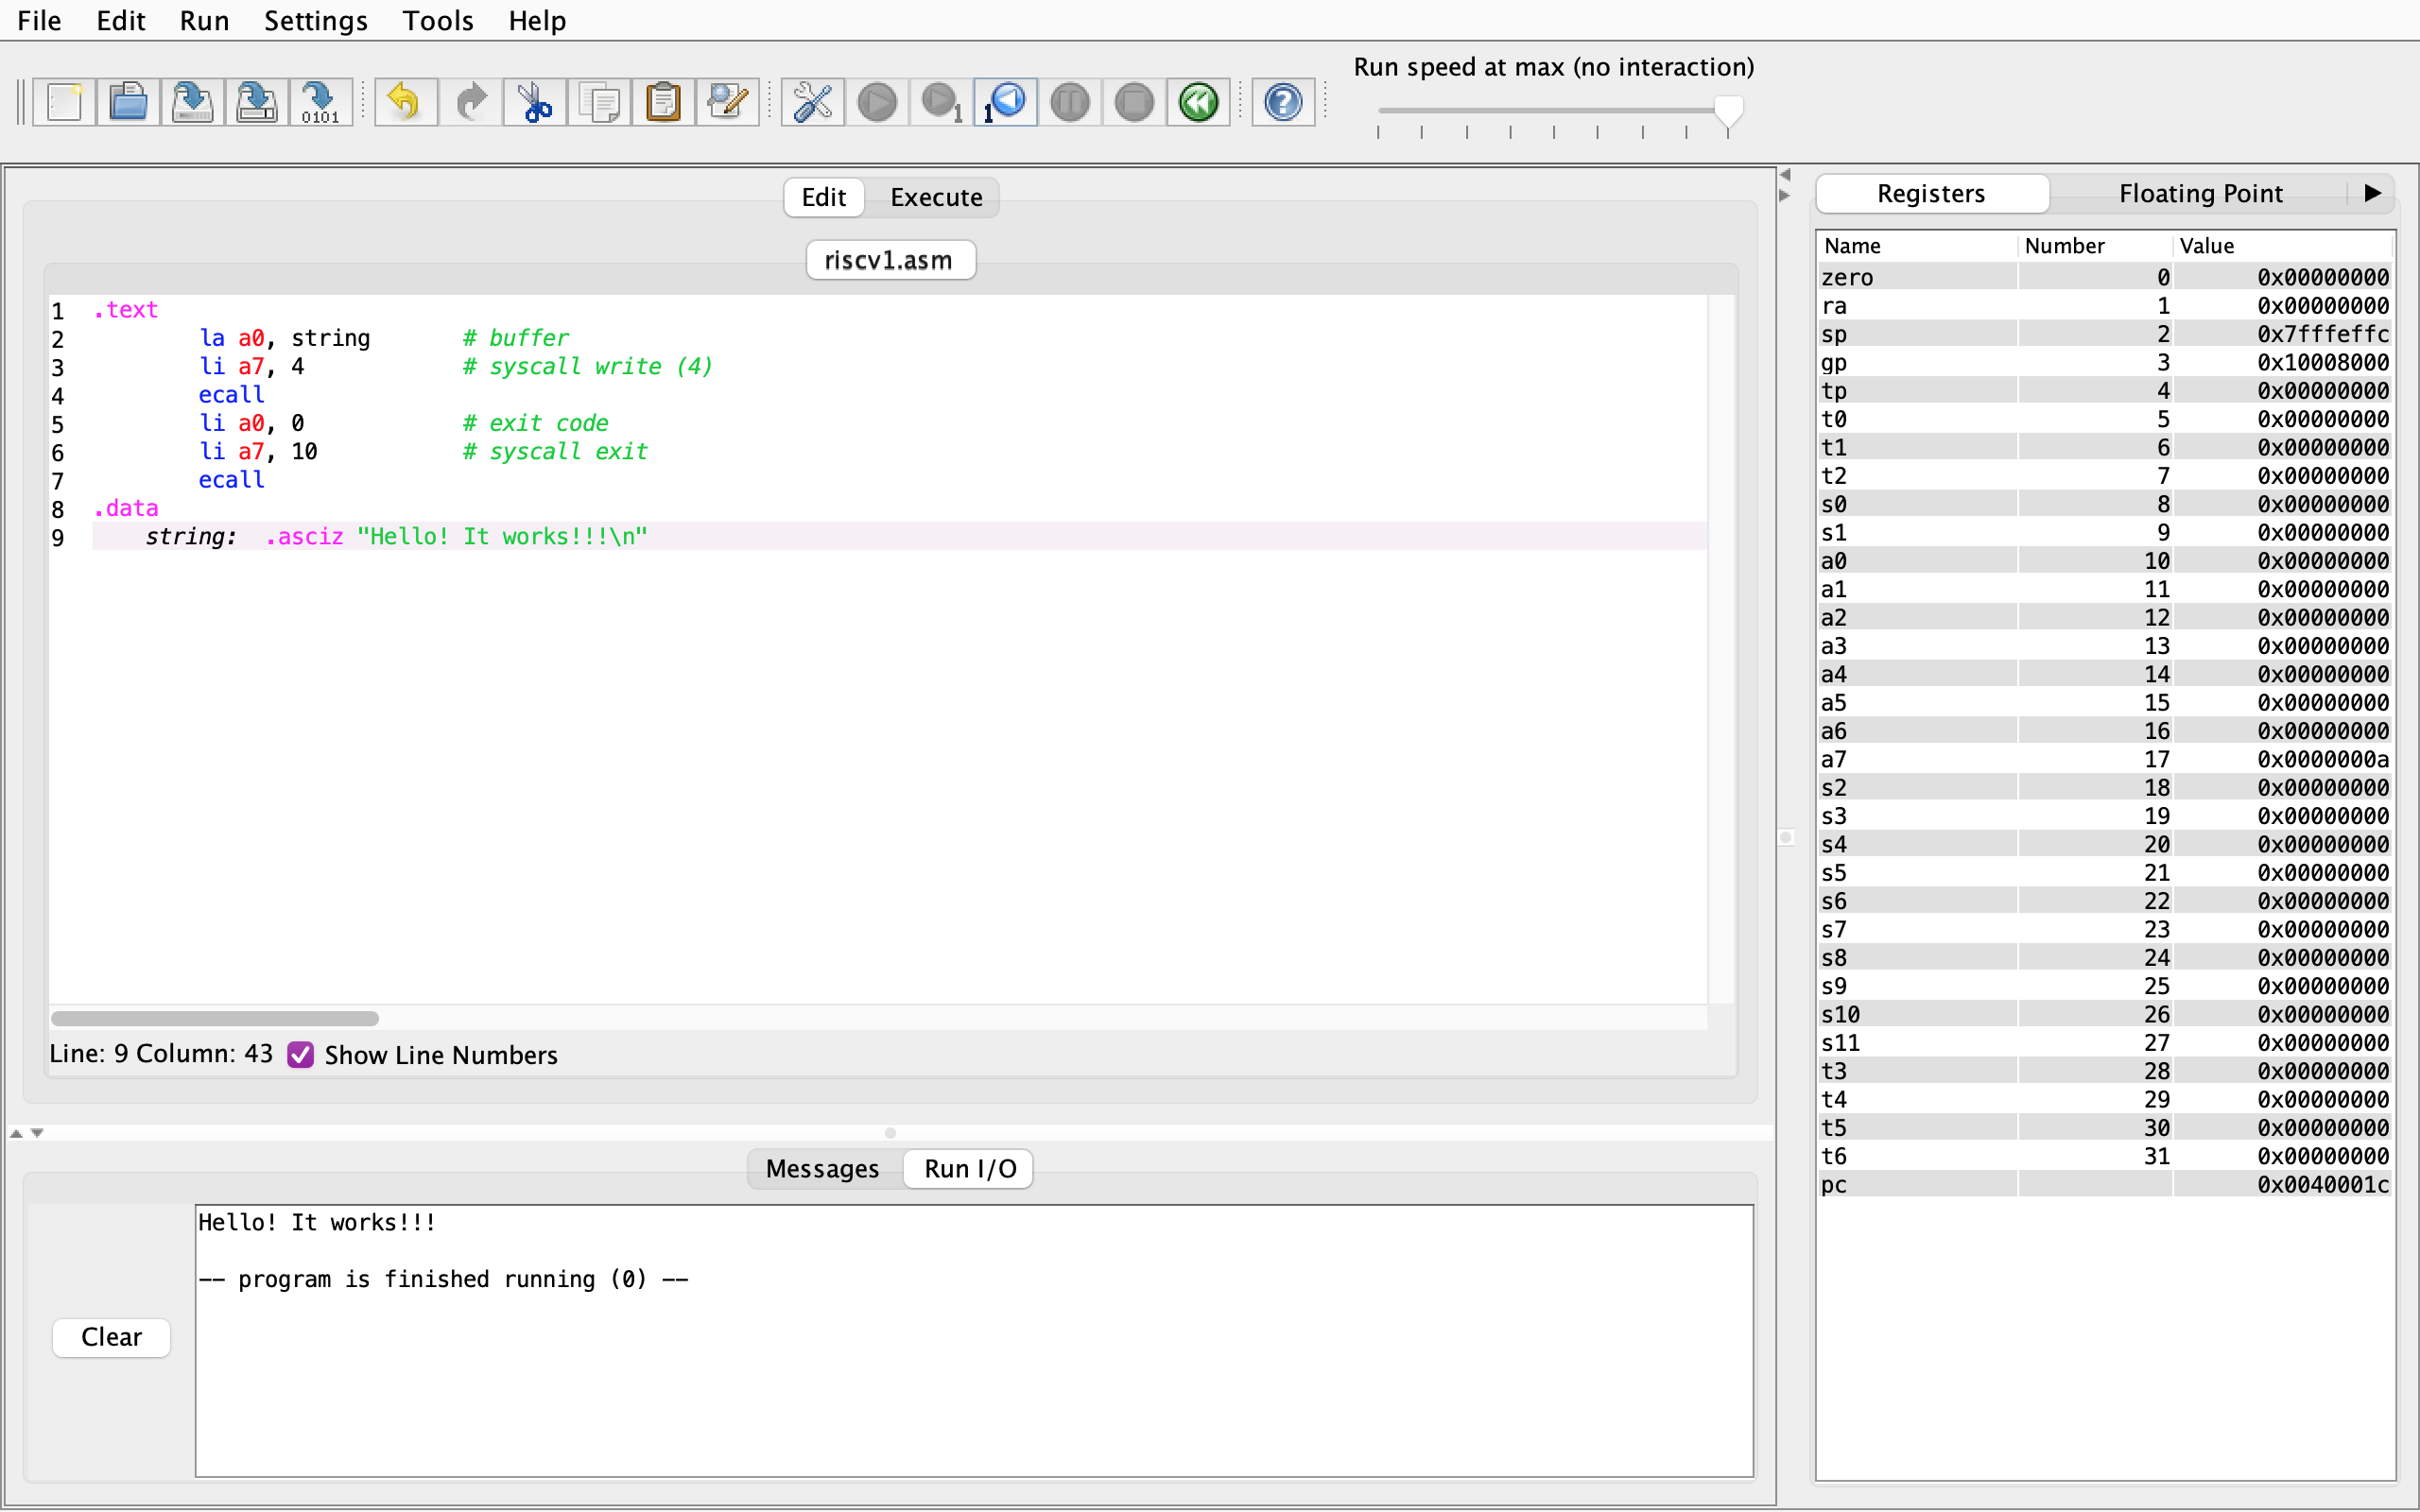 File Edit Run Settings Tools Help
Run speed at max (no interaction)
0101
1
1
Edit Execute
riscv1.asm
1 .text
2 la a0, string # buffer
3 li a7, 4 # syscall write (4)
4 ecall
5 li a0, 0 # exit code
6 li a7, 10 # syscall exit
7 ecall
8 .data
9 string: .asciz "Hello! It works!!!\n"
Line: 9 Column: 43 Show Line Numbers
Messages Run I/O
Hello! It works!!!
-- program is finished running (0) --
Clear
Registers Floating Point
Name Number Value
zero 0 0x00000000
ra 1 0x00000000
sp 2 0x7fffeffc
gp 3 0x10008000
tp 4 0x00000000
t0 5 0x00000000
t1 6 0x00000000
t2 7 0x00000000
s0 8 0x00000000
s1 9 0x00000000
a0 10 0x00000000
a1 11 0x00000000
a2 12 0x00000000
a3 13 0x00000000
a4 14 0x00000000
a5 15 0x00000000
a6 16 0x00000000
a7 17 0x0000000a
s2 18 0x00000000
s3 19 0x00000000
s4 20 0x00000000
s5 21 0x00000000
s6 22 0x00000000
s7 23 0x00000000
s8 24 0x00000000
s9 25 0x00000000
s10 26 0x00000000
s11 27 0x00000000
t3 28 0x00000000
t4 29 0x00000000
t5 30 0x00000000
t6 31 0x00000000
pc 0x0040001c